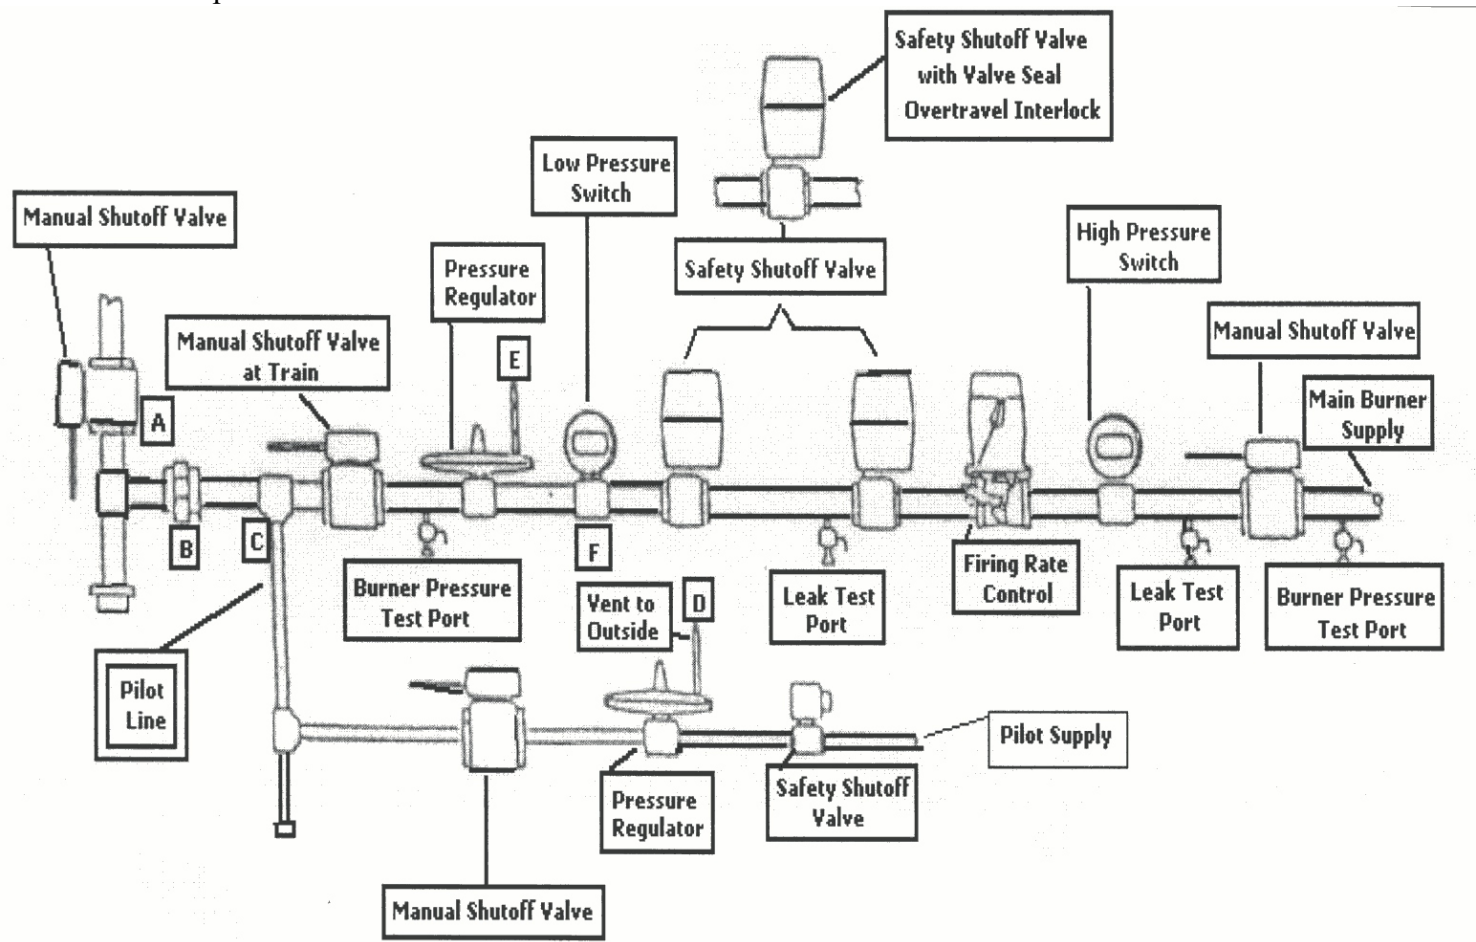 Safety Shutoff Valve
with Valve Seal
Overtravel Interlock
Low Pressure
Switch
Manual Shutoff Valve
High Pressure
Switch
Pressure
Regulator
Safety Shutoff Valve
Manual Shutoff Valve
at Train
E
Manual Shutoff Valve
A
Main Burner
Supply
B
C
F
Burner Pressure
Test Port
Vent to
Outside
D
Leak Test
Port
Firing Rate
Control
Leak Test
Port
Burner Pressure
Test Port
Pilot
Line
Pilot Supply
Pressure
Regulator
Safety Shutoff
Valve
Manual Shutoff Valve